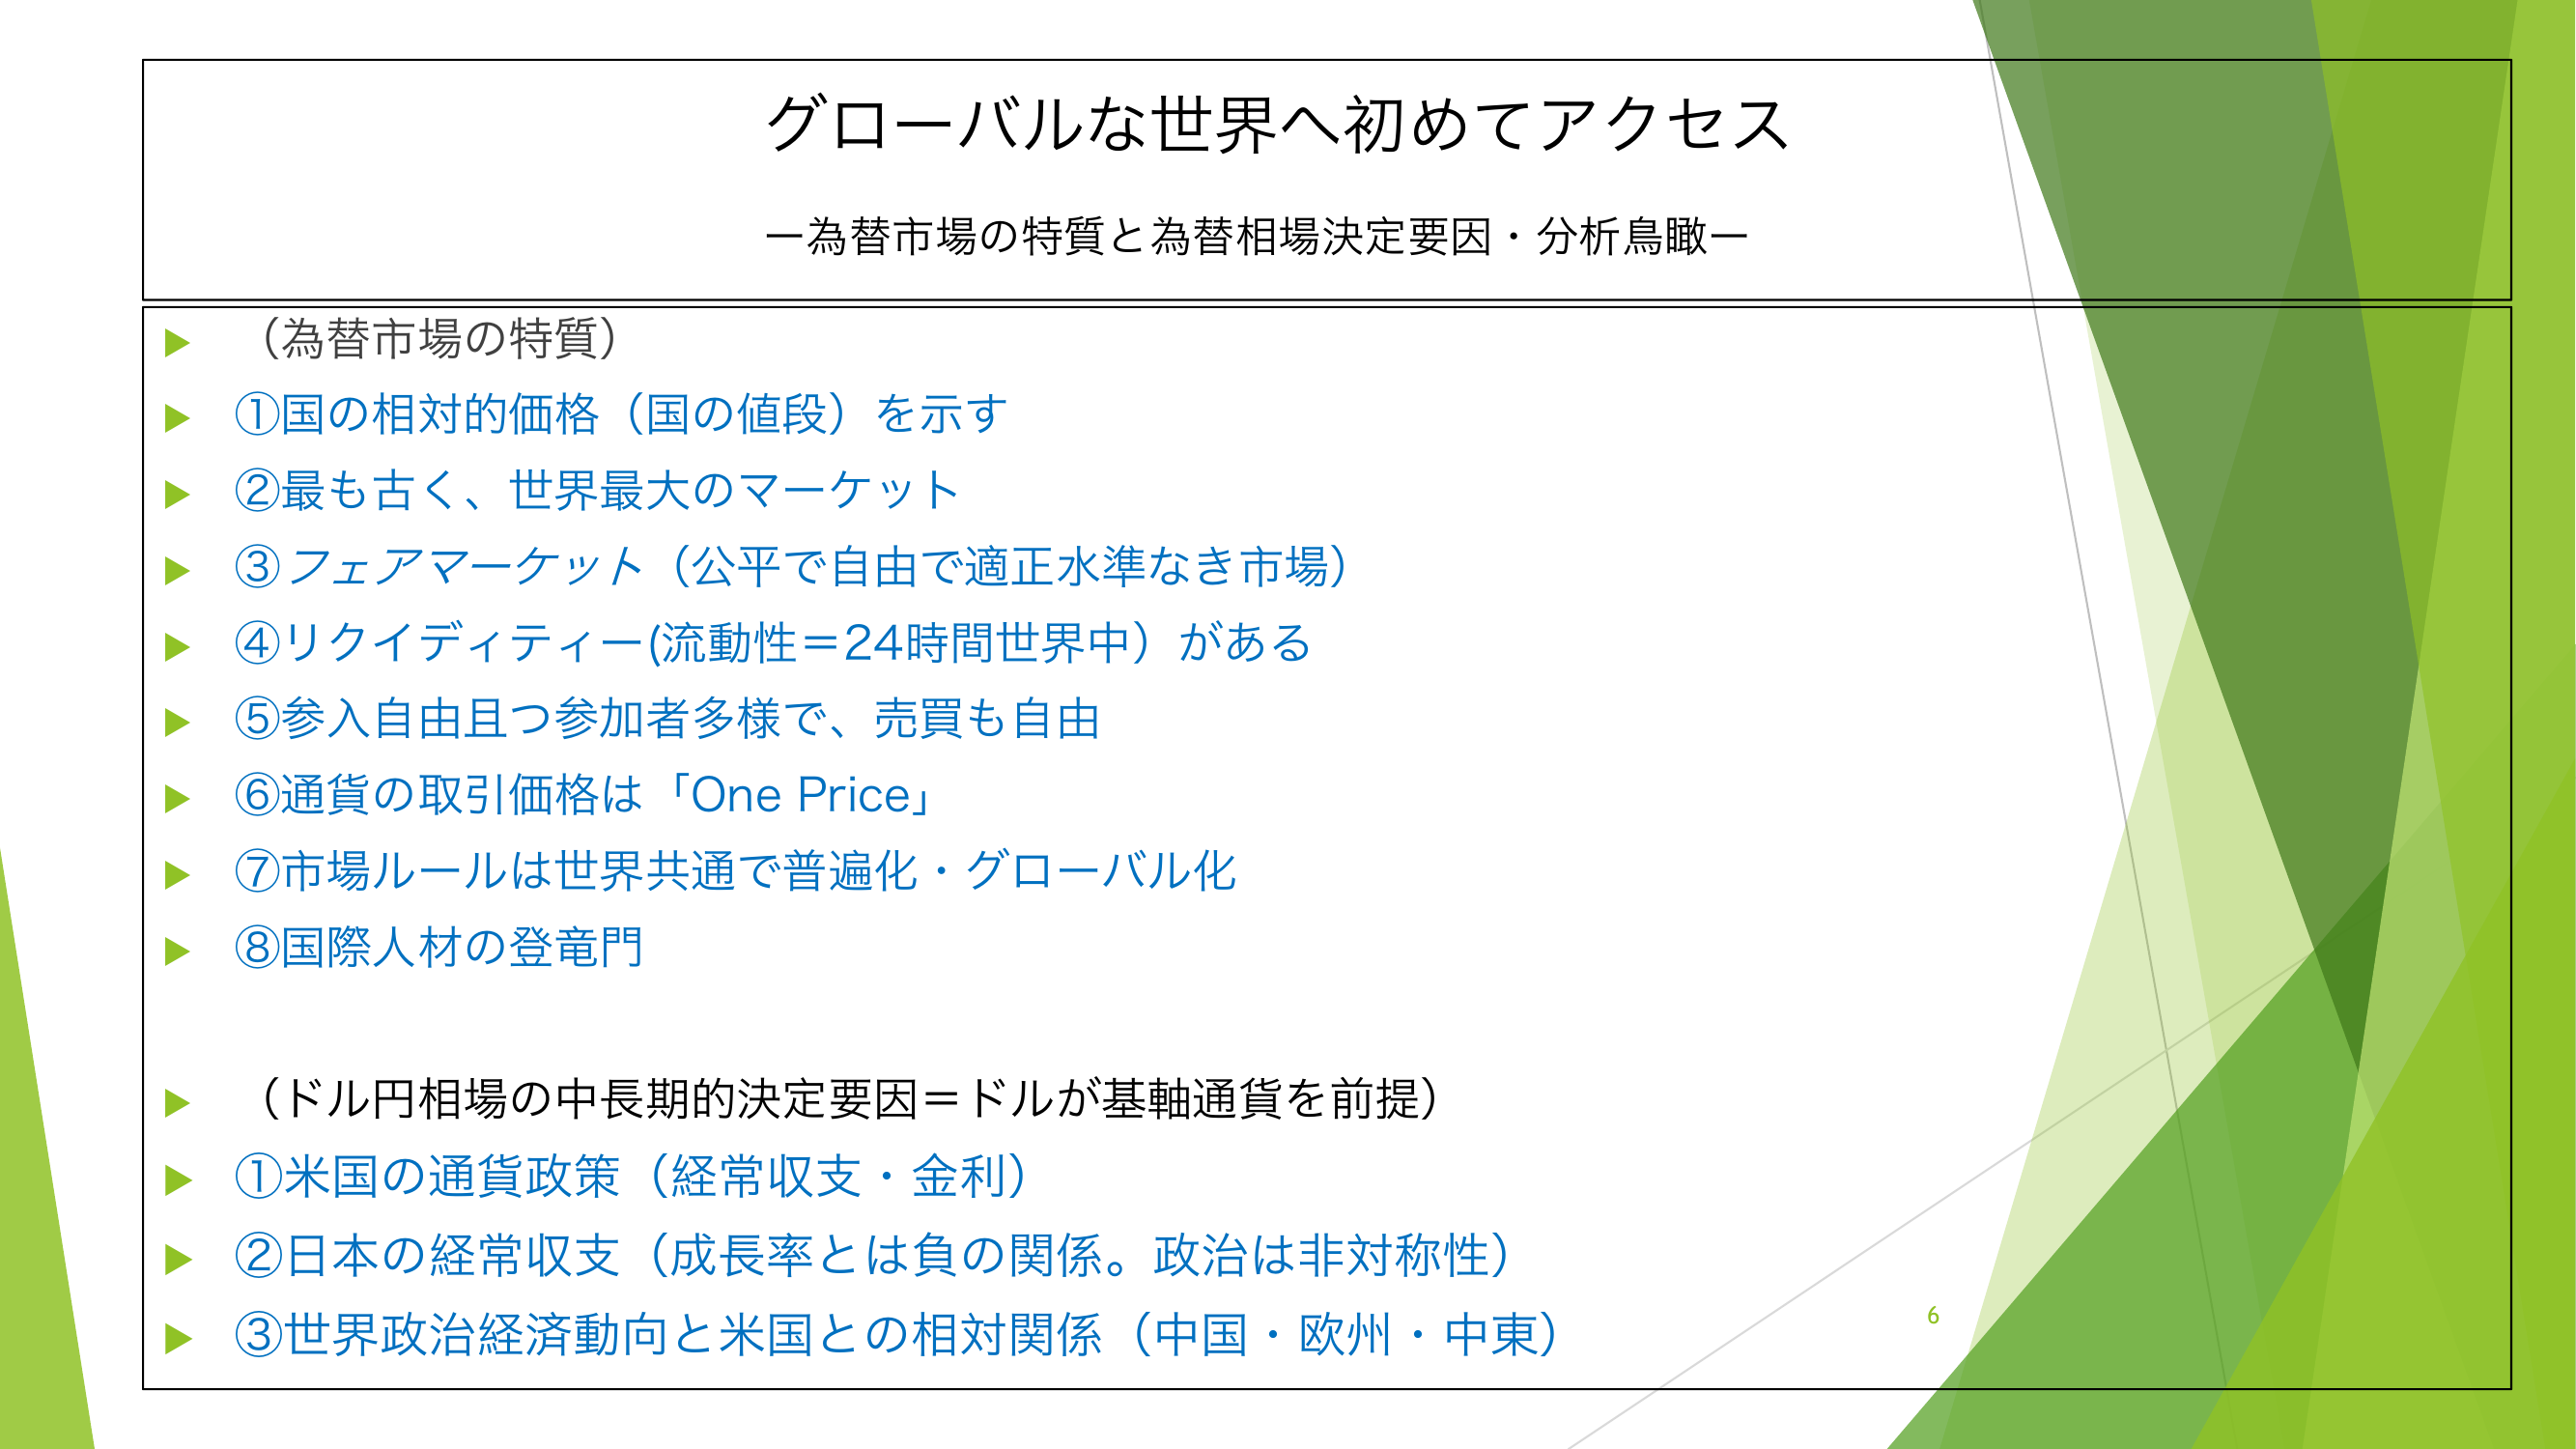 グローバルな世界へ初めてアクセス
ー為替市場の特質と為替相場決定要因・分析鳥瞰ー
（為替市場の特質）
①国の相対的価格（国の値段）を示す
②最も古く、世界最大のマーケット
③フェアマーケット（公平で自由で適正水準なき市場）
④リクイディティー(流動性＝24時間世界中）がある
⑤参入自由且つ参加者多様で、売買も自由
⑥通貨の取引価格は「One Price」
⑦市場ルールは世界共通で普遍化・グローバル化
⑧国際人材の登竜門
（ドル円相場の中長期的決定要因＝ドルが基軸通貨を前提）
①米国の通貨政策（経常収支・金利）
②日本の経常収支（成長率とは負の関係。政治は非対称性）
③世界政治経済動向と米国との相対関係（中国・欧州・中東）
6